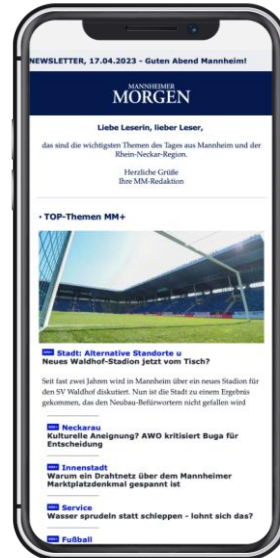 NEWSLETTER, 17.04.2023 - Guten Abend Mannheim!
MANNHEIMER
MORGEN
Liebe Leserin, lieber Leser,
das sind die wichtigsten Themen des Tages aus Mannheim und der
Rhein-Neckar-Region.
Herzliche Grüße
Ihre MM-Redaktion
· TOP-Themen MM+
Stadt: Alternative Standorte u
Neues Waldhof-Stadion jetzt vom Tisch?
Seit fast zwei Jahren wird in Mannheim über ein neues Stadion für
den SV Waldhof diskutiert. Nun ist die Stadt zu einem Ergebnis
gekommen, das den Neubau-Befürwortern nicht gefallen wird
Neckarau
Kulturelle Aneignung? AWO kritisiert Buga für
Entscheidung
Innenstadt
Warum ein Drahtnetz über dem Mannheimer
Marktplatzdenkmal gespannt ist
Service
Wasser sprudeln statt schleppen - lohnt sich das?
Fußball